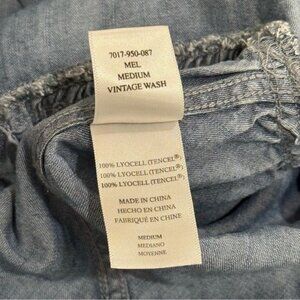 7017-950-087
MEL
MEDIUM
VINTAGE WASH
100% LYOCELL (TENCEL®)
100% LYOCELL (TENCEL®)
100% LYOCELL (TENCEL®)
MADE IN CHINA
HECHO EN CHINA
FABRIQUÉ EN CHINE
MEDIUM
MEDIANO
MOYENNE